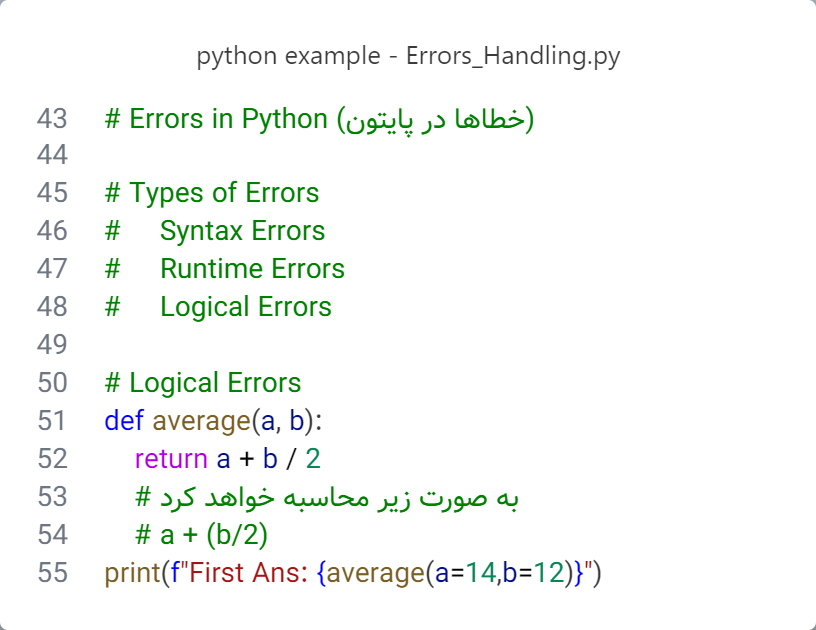 python example - Errors_Handling.py
43 # Errors in Python (خطاها در پایتون)
44
45 # Types of Errors
46 #     Syntax Errors
47 #     Runtime Errors
48 #     Logical Errors
49
50 # Logical Errors
51 def average(a, b):
52     return a + b / 2
53     # به صورت زیر محاسبه خواهد کرد
54     # a + (b/2)
55 print(f"First Ans: {average(a=14,b=12)}")